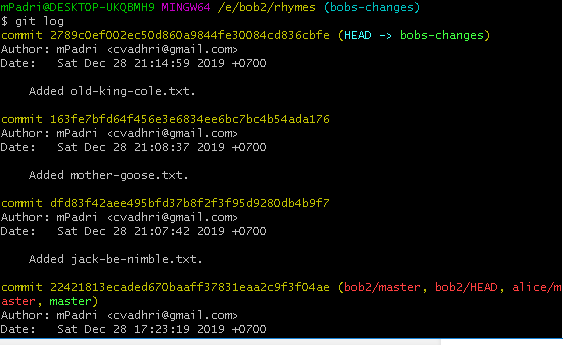 mPadri@DESKTOP-UKQBMH9 MINGW64 /e/bob2/rhymes (bobs-changes)
$ git log
commit 2789c0ef002ec50d860a9844fe30084cd836cbfe (HEAD -> bobs-changes)
Author: mPadri <cvadhri@gmail.com>
Date:   Sat Dec 28 21:14:59 2019 +0700
    Added old-king-cole.txt.
commit 163fe7bfd64f456e3e6834ee6bc7bc4b54ada176
Author: mPadri <cvadhri@gmail.com>
Date:   Sat Dec 28 21:08:37 2019 +0700
    Added mother-goose.txt.
commit dfd83f42aee495bfd37b8f2f3f95d9280db4b9f7
Author: mPadri <cvadhri@gmail.com>
Date:   Sat Dec 28 21:07:42 2019 +0700
    Added jack-be-nimble.txt.
commit 22421813ecaded670baaff37831eaa2c9f3f04ae (bob2/master, bob2/HEAD, alice/m
aster, master)
Author: mPadri <cvadhri@gmail.com>
Date:   Sat Dec 28 17:23:19 2019 +0700